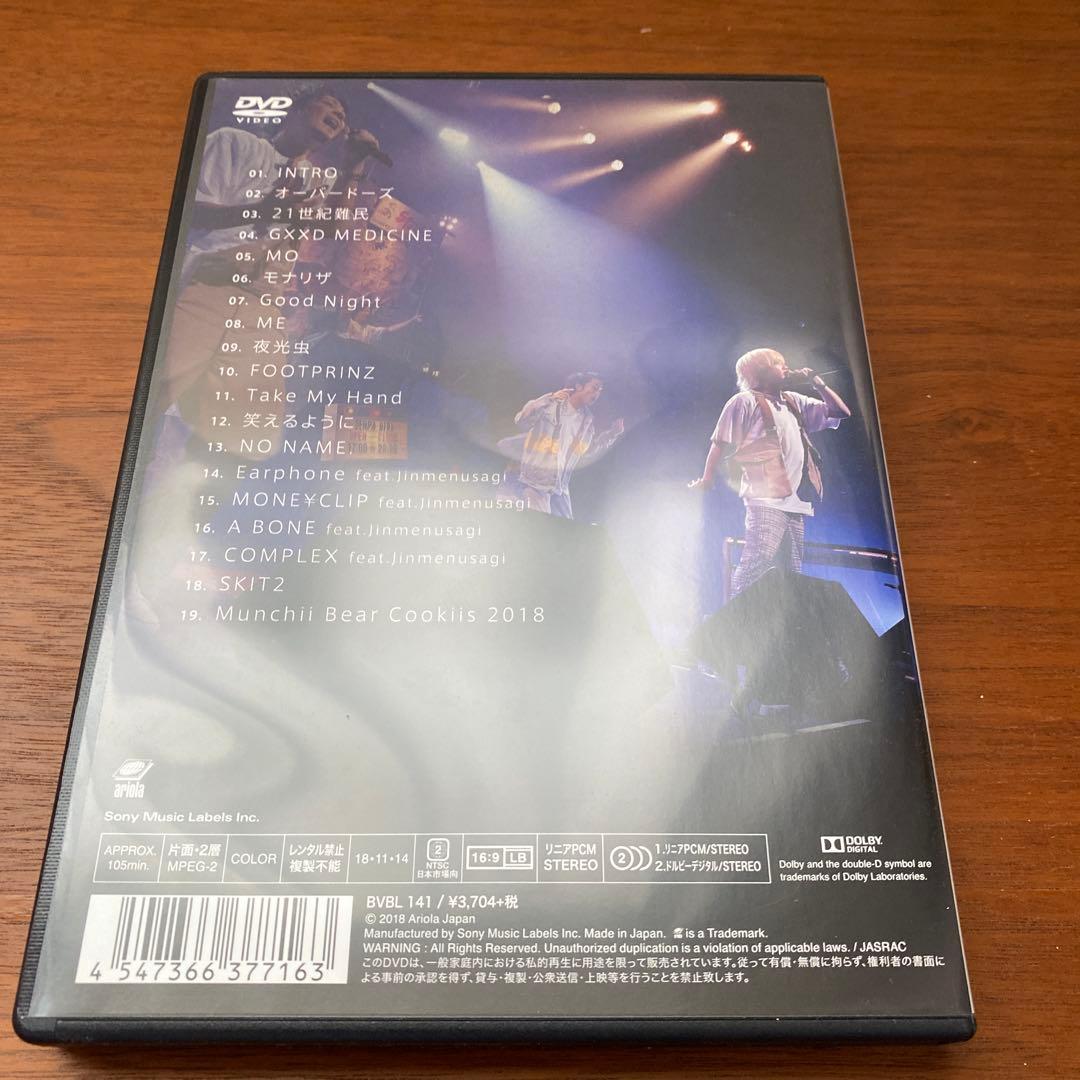 DVD
VIDEO
01. INTRO
02. オーバードーズ
03. 21世紀難民
04. GXXD MEDICINE
05. MO
06. モナリザ
07. Good Night
08. ME
09. 夜光虫
10. FOOTPRINZ
11. Take My Hand
12. 笑えるように
13. NO NAME.
14. Earphone feat.Jinmenusagi
15. MONE¥CLIP feat.Jinmenusagi
16. A BONE feat.Jinmenusagi
17. COMPLEX feat.Jinmenusagi
18. SKIT2
19. Munchii Bear Cookiis 2018
ariola
Sony Music Labels Inc.
APPROX. 105min.
片面・2層 MPEG-2
COLOR
レンタル禁止 複製不能
18・11・14
2 NTSC 日本市場向
16:9 LB
リニアPCM STEREO
2 1.リニアPCM/STEREO
2.ドルビーデジタル/STEREO
DOLBY DIGITAL
Dolby and the double-D symbol are
trademarks of Dolby Laboratories.
BVBL 141 / ¥3,704+税
© 2018 Ariola Japan
Manufactured by Sony Music Labels Inc. Made in Japan. is a Trademark.
WARNING : All Rights Reserved. Unauthorized duplication is a violation of applicable laws. / JASRAC
このDVDは、一般家庭内における私的再生に用途を限って販売されています。従って有償・無償に拘らず、権利者の書面に
よる事前の承認を得ず、貸与・複製・公衆送信・上映等を行うことを禁止致します。
4 547366 377163